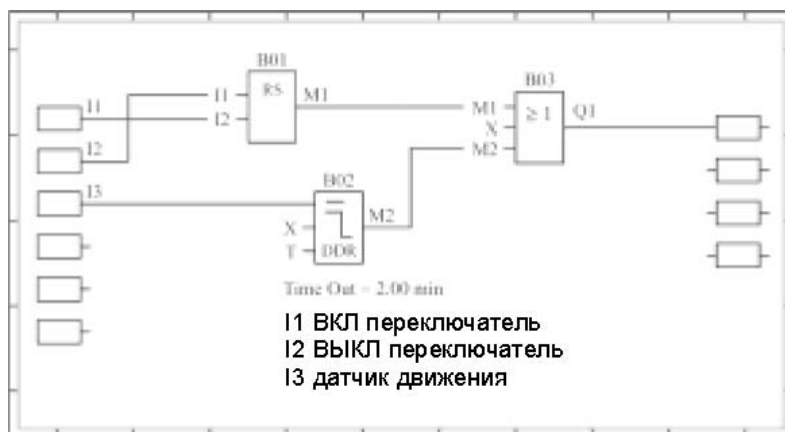 B01
B03
I1
I1
RS
M1
I2
M1
≥ 1
Q1
X
I2
M2
I3
B02
M2
X
T
DDR
Time Out = 2.00 min
I1 ВКЛ переключатель
I2 ВЫКЛ переключатель
I3 датчик движения